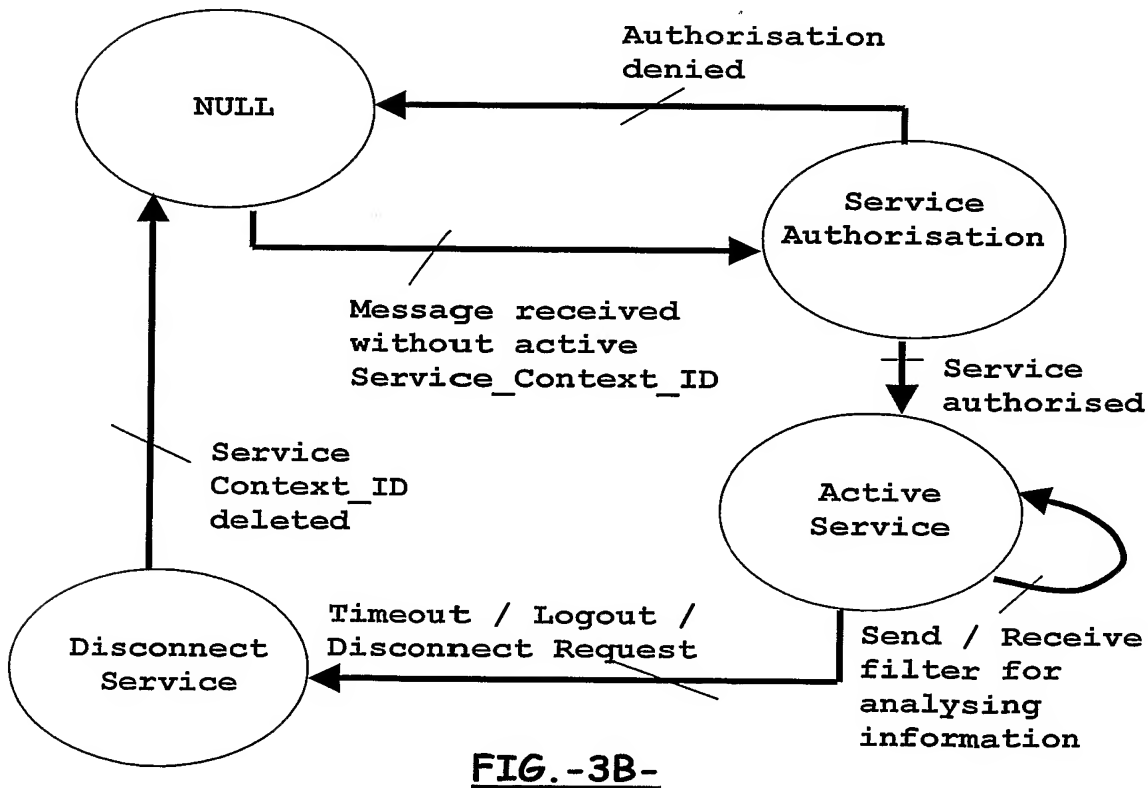 Authorisation
denied
NULL
Service
Authorisation
Message received
without active
Service_Context_ID
Service
authorised
Service
Context_ID
deleted
Active
Service
Timeout / Logout /
Disconnect Request
Disconnect
Service
Send / Receive
filter for
analysing
information
FIG.-3B-